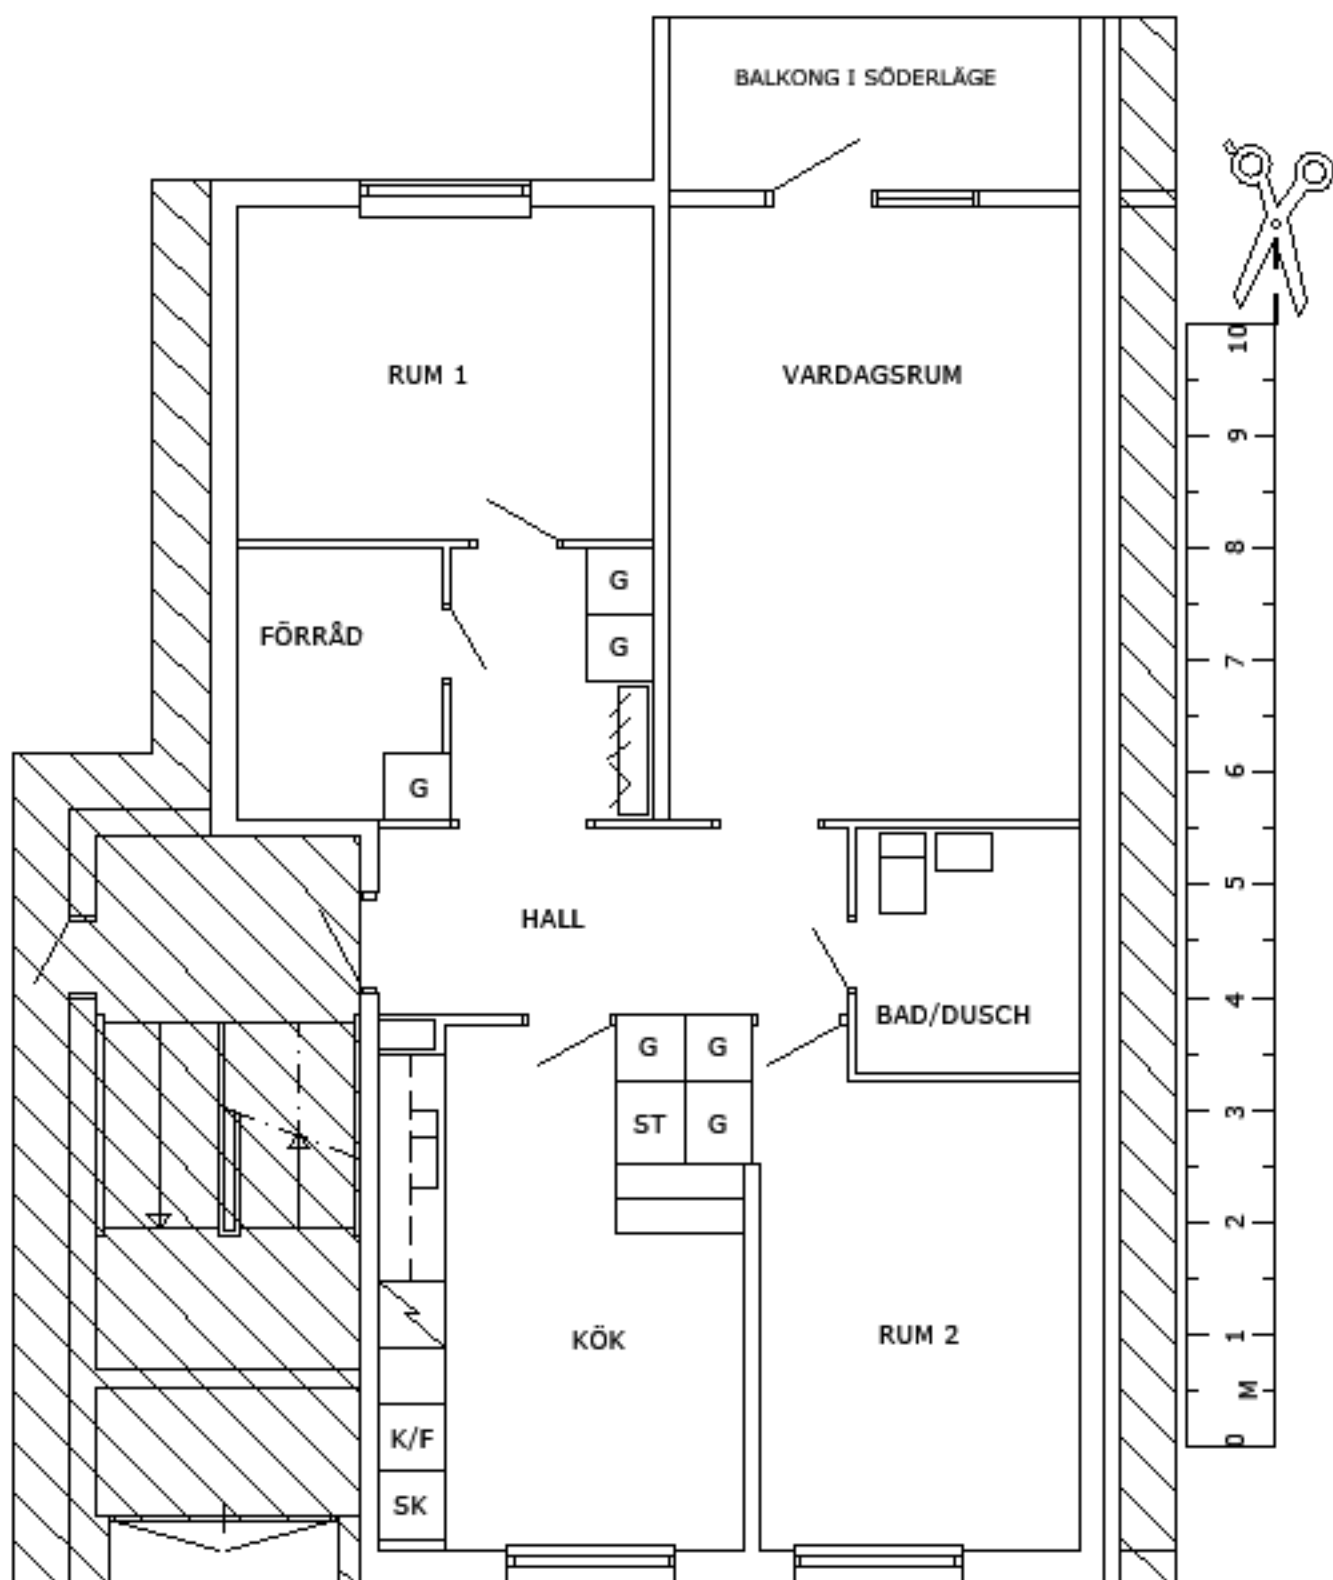 BALKONG I SÖDERLÄGE
RUM 1
VARDAGSRUM
G
G
FÖRRÅD
G
HALL
BAD/DUSCH
G G
ST G
KÖK
RUM 2
K/F
SK
10
9
8
7
6
5
4
3
2
1
M
0